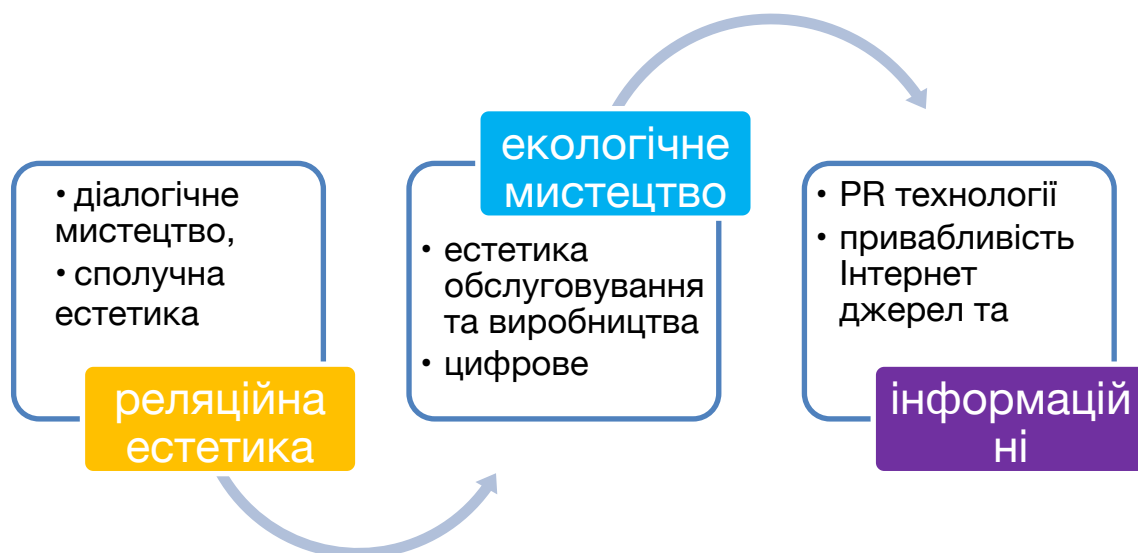 • діалогічне
мистецтво,
• сполучна
естетика
реляційна
естетика
екологічне
мистецтво
• естетика
обслуговування
та виробництва
• цифрове
• PR технології
• привабливість
Інтернет
джерел та
інформацій
ні